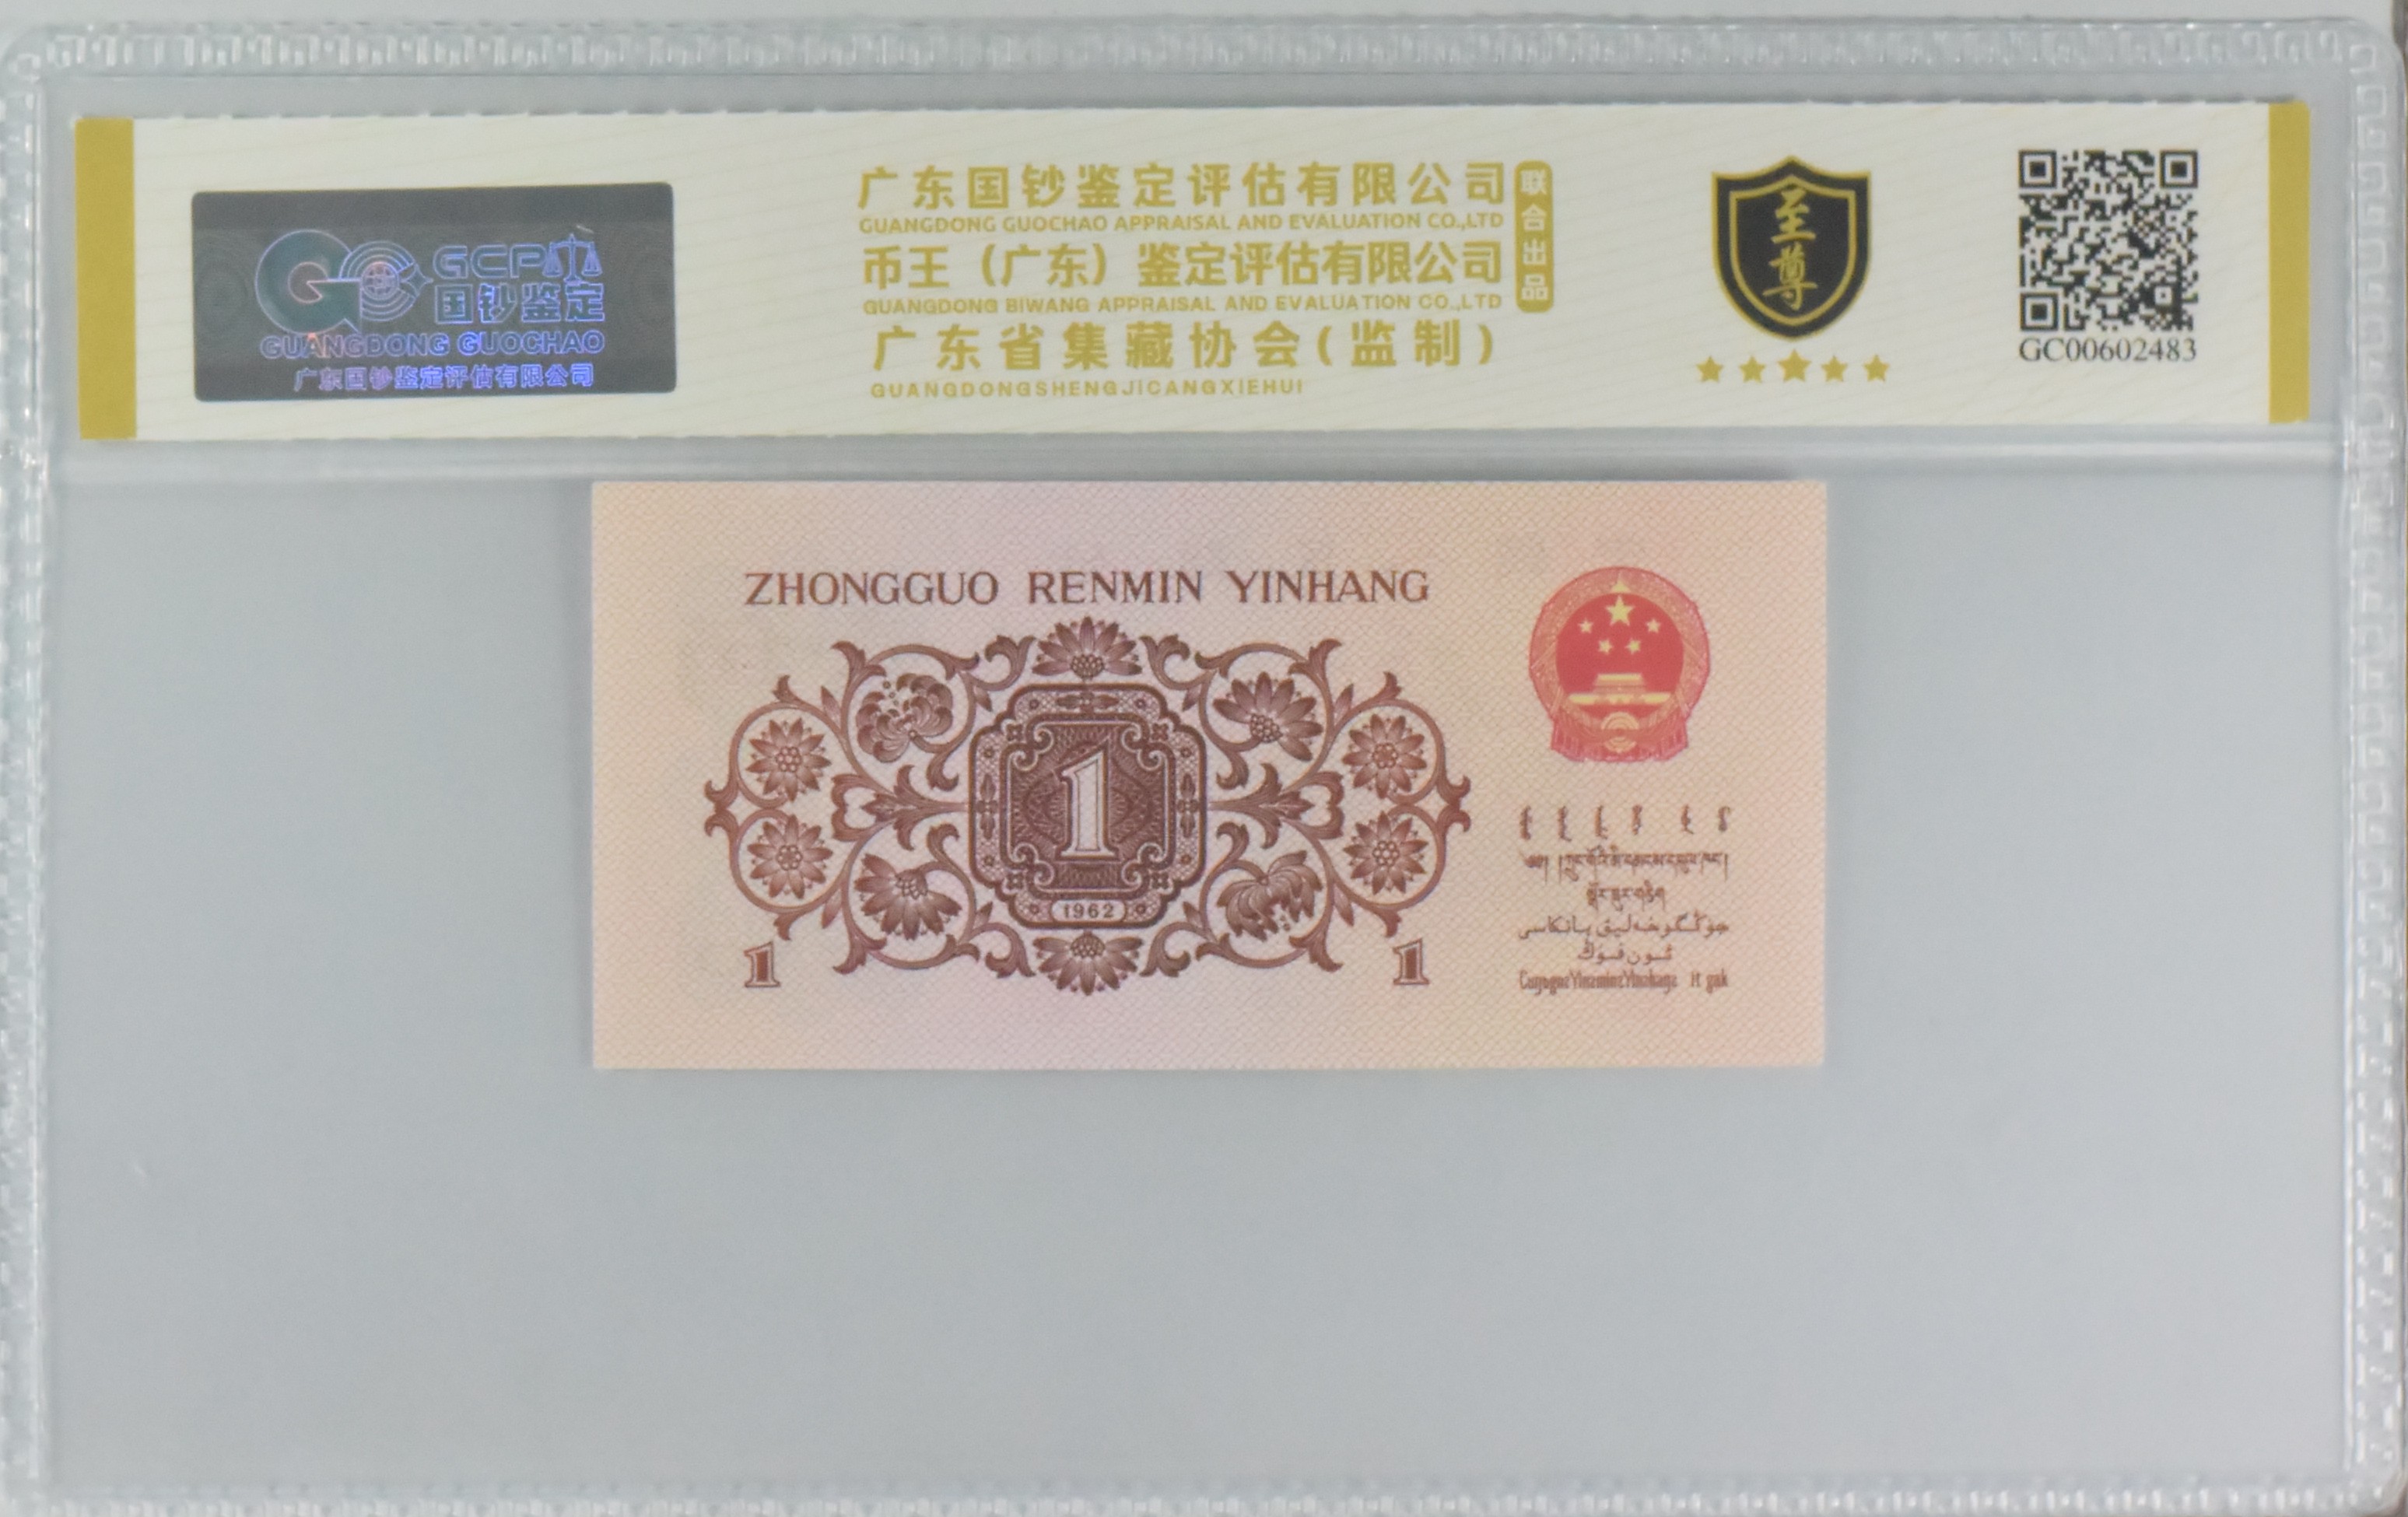 GCP
国钞鉴定
GUANGDONG GUOCHAO
广东国钞鉴定评估有限公司
广东国钞鉴定评估有限公司
GUANGDONG GUOCHAO APPRAISAL AND EVALUATION CO.,LTD
币王（广东）鉴定评估有限公司
GUANGDONG BIWANG APPRAISAL AND EVALUATION CO.,LTD
广东省集藏协会(监制)
GUANGDONGSHENGJICANGXIEHUI
联合出品
至尊
GC00602483
ZHONGGUO RENMIN YINHANG
1
1962
1
1